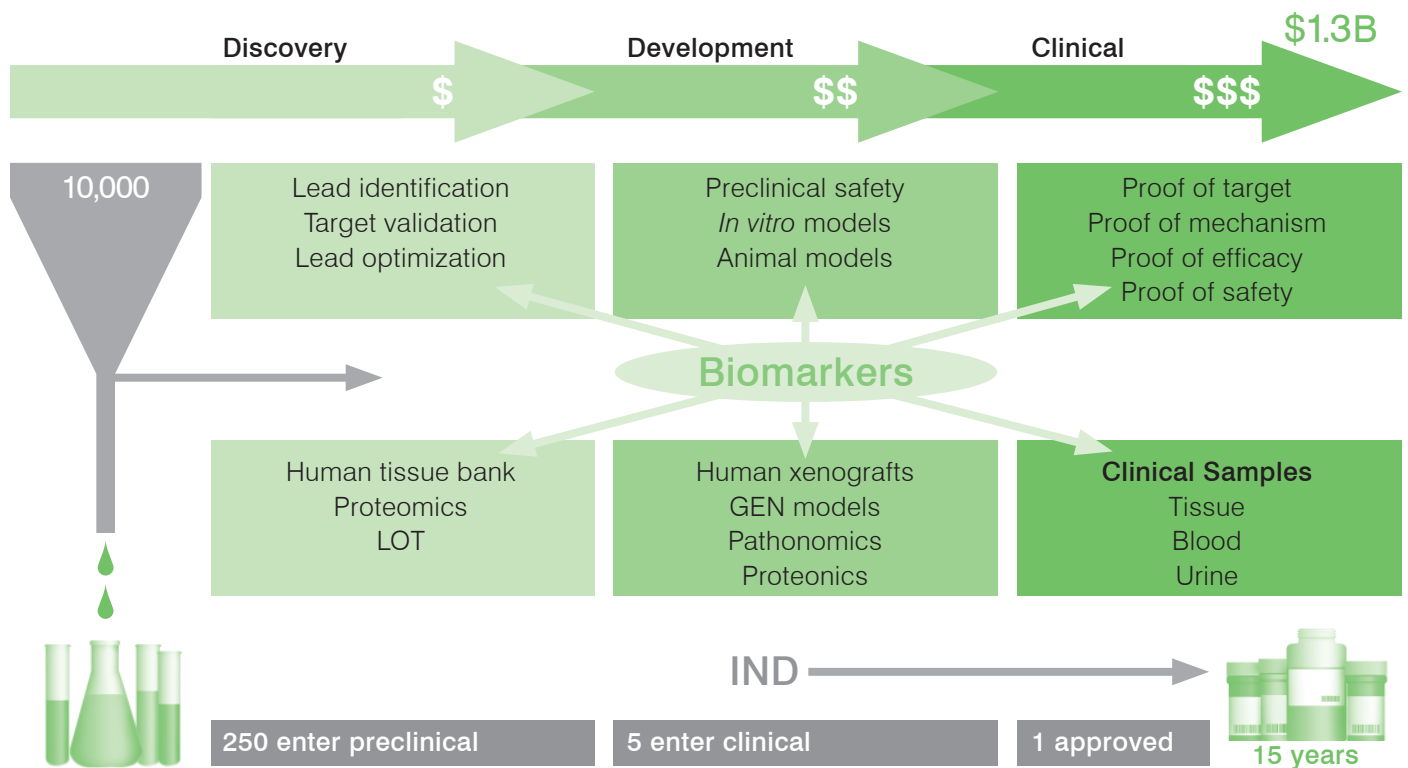 Discovery
Development
Clinical
$1.3B
$
$$
$$$
10,000
Lead identification
Target validation
Lead optimization
Preclinical safety
In vitro models
Animal models
Proof of target
Proof of mechanism
Proof of efficacy
Proof of safety
Biomarkers
Human tissue bank
Proteomics
LOT
Human xenografts
GEN models
Pathonomics
Proteonics
Clinical Samples
Tissue
Blood
Urine
IND
250 enter preclinical
5 enter clinical
1 approved
15 years